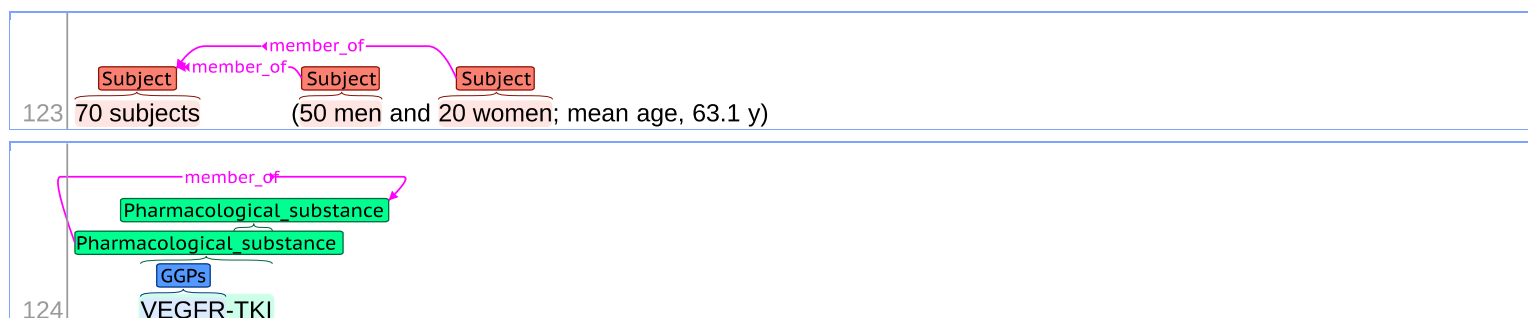 member_of
member_of
Subject Subject Subject
123 70 subjects (50 men and 20 women; mean age, 63.1 y)
member_of
Pharmacological_substance
Pharmacological_substance
GGPs
124 VEGFR-TKI